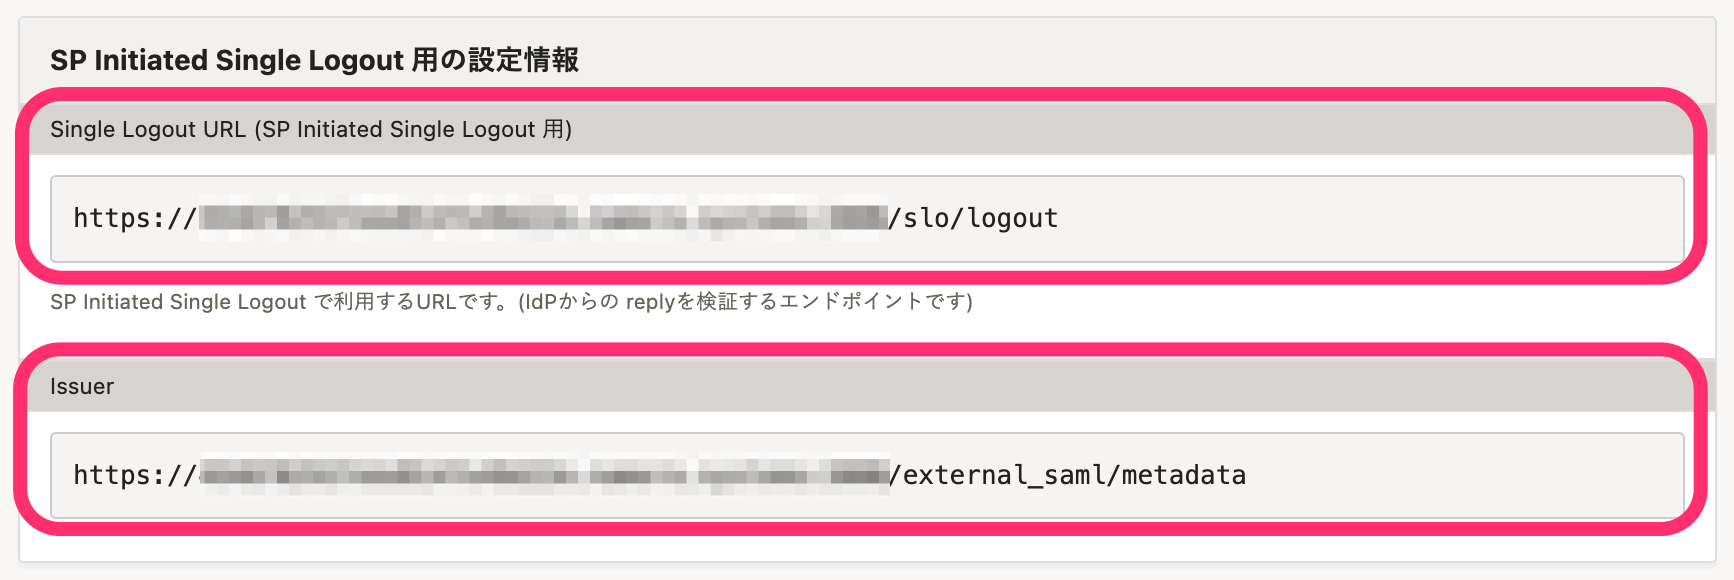 SP Initiated Single Logout 用の設定情報
Single Logout URL (SP Initiated Single Logout 用)
https:// /slo/logout
SP Initiated Single Logout で利用するURLです。(IdPからの replyを検証するエンドポイントです)
Issuer
https:// /external_saml/metadata